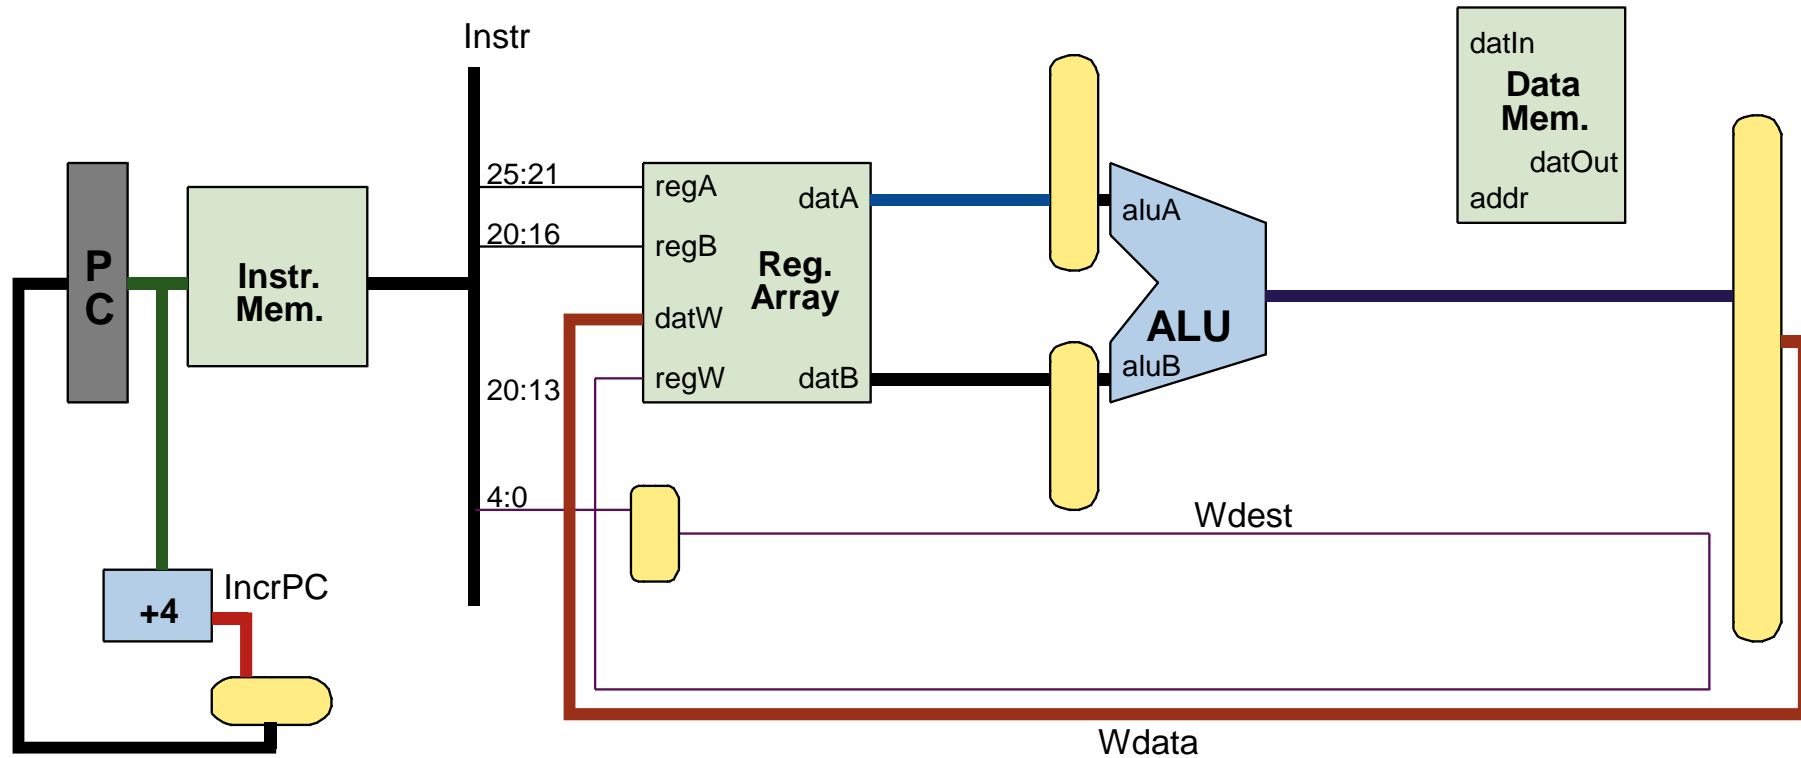 Instr
datIn
Data
Mem.
datOut
addr
25:21
regA
datA
aluA
20:16
regB
P
C
Instr.
Mem.
Reg.
Array
datW
ALU
20:13
regW
datB
aluB
4:0
Wdest
IncrPC
+4
Wdata